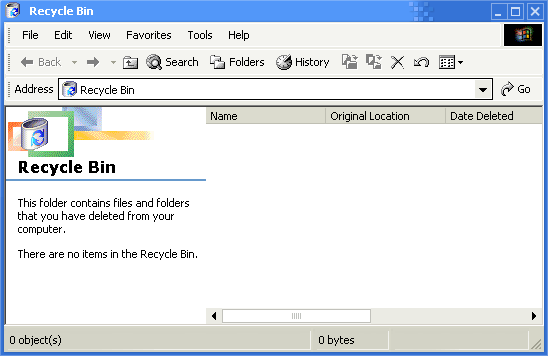 Recycle Bin
File Edit View Favorites Tools Help
Back Search Folders History
Address Recycle Bin Go
Name Original Location Date Deleted
Recycle Bin
This folder contains files and folders
that you have deleted from your
computer.
There are no items in the Recycle Bin.
0 object(s) 0 bytes